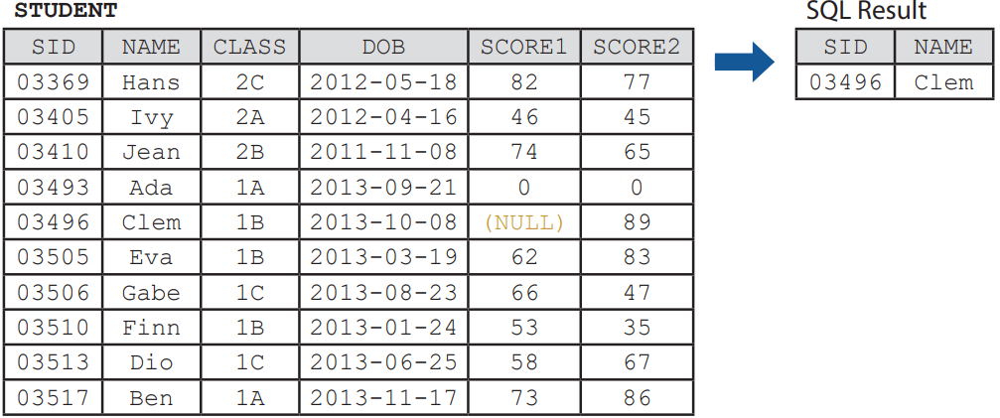 STUDENT
SQL Result
SID NAME CLASS DOB SCORE1 SCORE2
SID NAME
03369 Hans 2C 2012-05-18 82 77
03496 Clem
03405 Ivy 2A 2012-04-16 46 45
03410 Jean 2B 2011-11-08 74 65
03493 Ada 1A 2013-09-21 0 0
03496 Clem 1B 2013-10-08 (NULL) 89
03505 Eva 1B 2013-03-19 62 83
03506 Gabe 1C 2013-08-23 66 47
03510 Finn 1B 2013-01-24 53 35
03513 Dio 1C 2013-06-25 58 67
03517 Ben 1A 2013-11-17 73 86